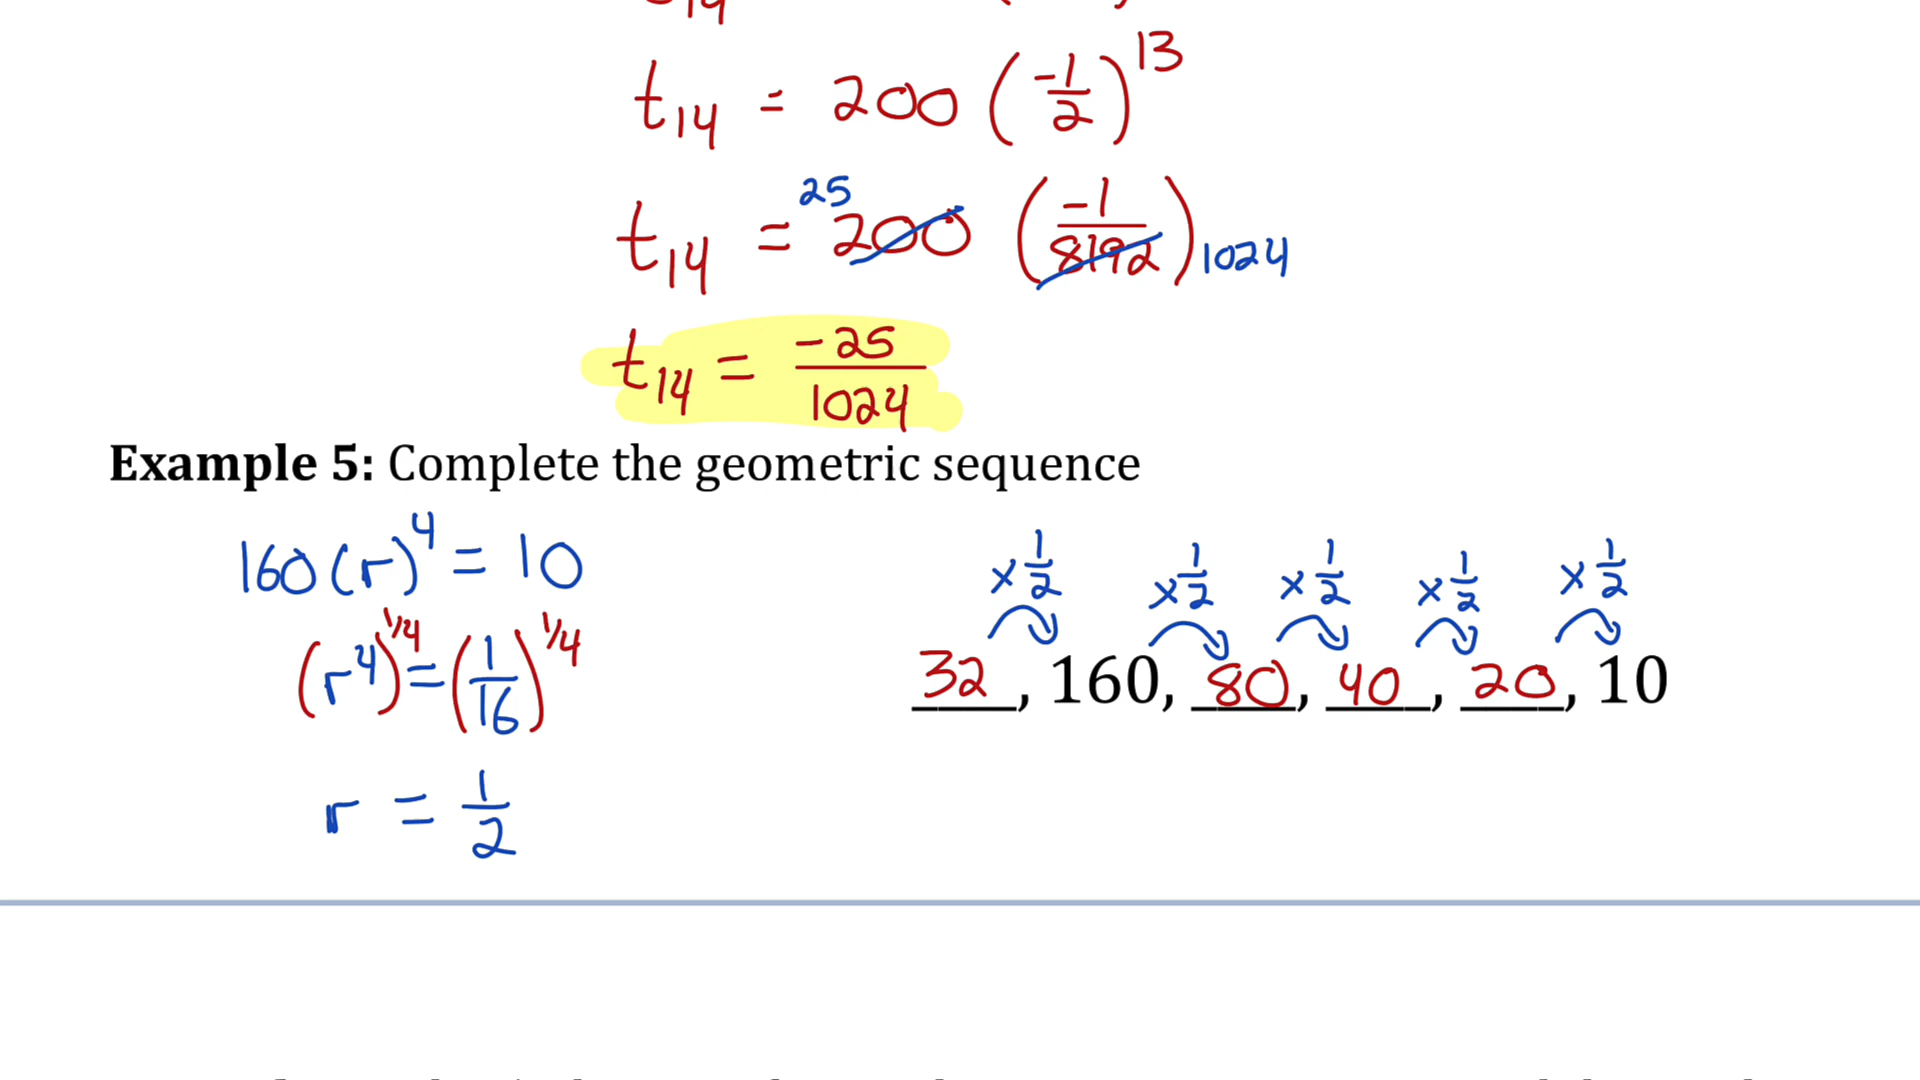 t₁₄ = 200 (-1/2)¹³
t₁₄ = 25 200 (-1/8192) 1024
t₁₄ = -25/1024
Example 5: Complete the geometric sequence
160(r)⁴ = 10
(r⁴)^1/4 = (1/16)^1/4
r = 1/2
×1/2 ×1/2 ×1/2 ×1/2 ×1/2
32, 160, 80, 40, 20, 10